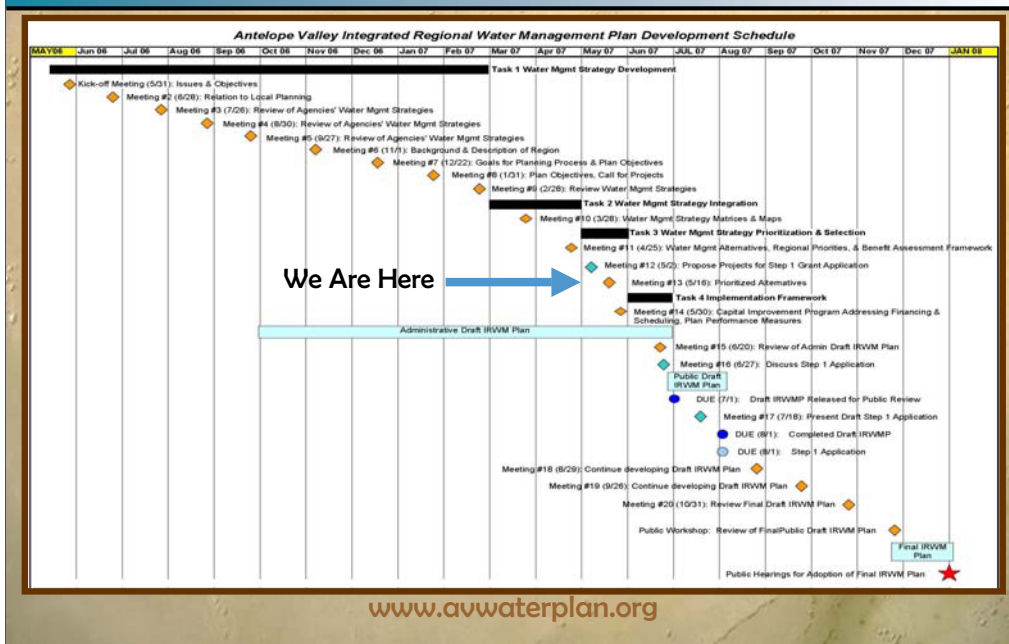 Antelope Valley Integrated Regional Water Management Plan Development Schedule
MAY06 Jun 06 Jul 06 Aug 06 Sep 06 Oct 06 Nov 06 Dec 06 Jan 07 Feb 07 Mar 07 Apr 07 May 07 Jun 07 JUL 07 Aug 07 Sep 07 Oct 07 Nov 07 Dec 07 JAN 08
Task 1 Water Mgmt Strategy Development
Kick-off Meeting (5/31): Issues & Objectives
Meeting #2 (6/28): Relation to Local Planning
Meeting #3 (7/26): Review of Agencies' Water Mgmt Strategies
Meeting #4 (8/30): Review of Agencies' Water Mgmt Strategies
Meeting #5 (9/27): Review of Agencies' Water Mgmt Strategies
Meeting #6 (11/1): Background & Description of Region
Meeting #7 (12/22): Goals for Planning Process & Plan Objectives
Meeting #8 (1/31): Plan Objectives, Call for Projects
Meeting #9 (2/28): Review Water Mgmt Strategies
Task 2 Water Mgmt Strategy Integration
Meeting #10 (3/28): Water Mgmt Strategy Matrices & Maps
Task 3 Water Mgmt Strategy Prioritization & Selection
Meeting #11 (4/25): Water Mgmt Alternatives, Regional Priorities, & Benefit Assessment Framework
Meeting #12 (5/2): Propose Projects for Step 1 Grant Application
We Are Here
Meeting #13 (5/16): Prioritized Alternatives
Task 4 Implementation Framework
Meeting #14 (5/30): Capital Improvement Program Addressing Financing &
Scheduling, Plan Performance Measures
Administrative Draft IRWM Plan
Meeting #15 (6/20): Review of Admin Draft IRWM Plan
Meeting #16 (6/27): Discuss Step 1 Application
Public Draft
IRWM Plan
DUE (7/1): Draft IRWMP Released for Public Review
Meeting #17 (7/18): Present Draft Step 1 Application
DUE (8/1): Completed Draft IRWMP
DUE (8/1): Step 1 Application
Meeting #18 (8/29): Continue developing Draft IRWM Plan
Meeting #19 (9/26): Continue developing Draft IRWM Plan
Meeting #20 (10/31): Review Final Draft IRWM Plan
Public Workshop: Review of FinalPublic Draft IRWM Plan
Final IRWM
Plan
Public Hearings for Adoption of Final IRWM Plan
www.avwaterplan.org